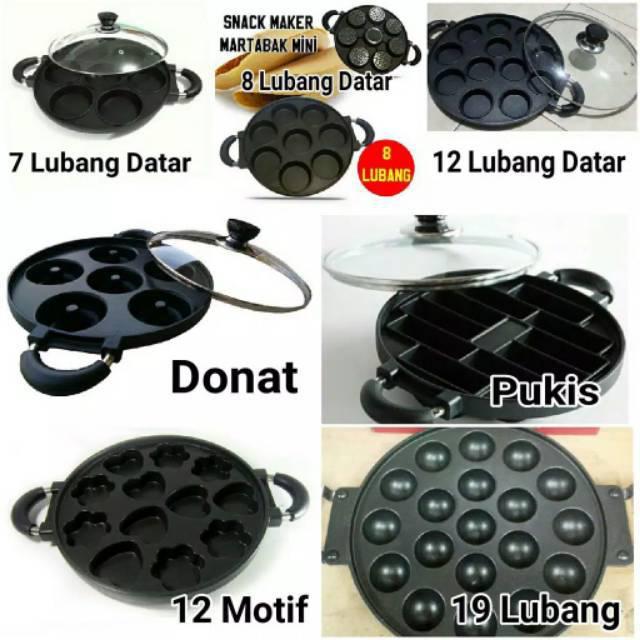 SNACK MAKER
MARTABAK MINI
8 Lubang Datar
7 Lubang Datar
8
LUBANG
12 Lubang Datar
Donat
Pukis
12 Motif
19 Lubang